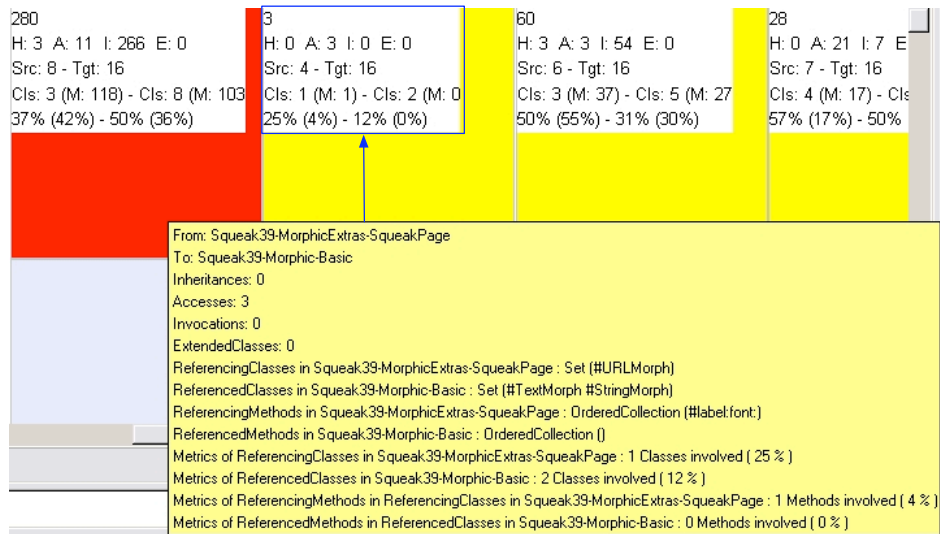 280
H: 3 A: 11 I: 266 E: 0
Src: 8 - Tgt: 16
Cls: 3 (M: 118) - Cls: 8 (M: 103
37% (42%) - 50% (36%)
3
H: 0 A: 3 I: 0 E: 0
Src: 4 - Tgt: 16
Cls: 1 (M: 1) - Cls: 2 (M: 0
25% (4%) - 12% (0%)
60
H: 3 A: 3 I: 54 E: 0
Src: 6 - Tgt: 16
Cls: 3 (M: 37) - Cls: 5 (M: 27
50% (55%) - 31% (30%)
28
H: 0 A: 21 I: 7 E
Src: 7 - Tgt: 16
Cls: 4 (M: 17) - Cls
57% (17%) - 50%
From: Squeak39-MorphicExtras-SqueakPage
To: Squeak39-Morphic-Basic
Inheritances: 0
Accesses: 3
Invocations: 0
ExtendedClasses: 0
ReferencingClasses in Squeak39-MorphicExtras-SqueakPage : Set (#URLMorph)
ReferencedClasses in Squeak39-Morphic-Basic : Set (#TextMorph #StringMorph)
ReferencingMethods in Squeak39-MorphicExtras-SqueakPage : OrderedCollection (#label:font:)
ReferencedMethods in Squeak39-Morphic-Basic : OrderedCollection ()
Metrics of ReferencingClasses in Squeak39-MorphicExtras-SqueakPage : 1 Classes involved ( 25 % )
Metrics of ReferencedClasses in Squeak39-Morphic-Basic : 2 Classes involved ( 12 % )
Metrics of ReferencingMethods in ReferencingClasses in Squeak39-MorphicExtras-SqueakPage : 1 Methods involved ( 4 % )
Metrics of ReferencedMethods in ReferencedClasses in Squeak39-Morphic-Basic : 0 Methods involved ( 0 % )